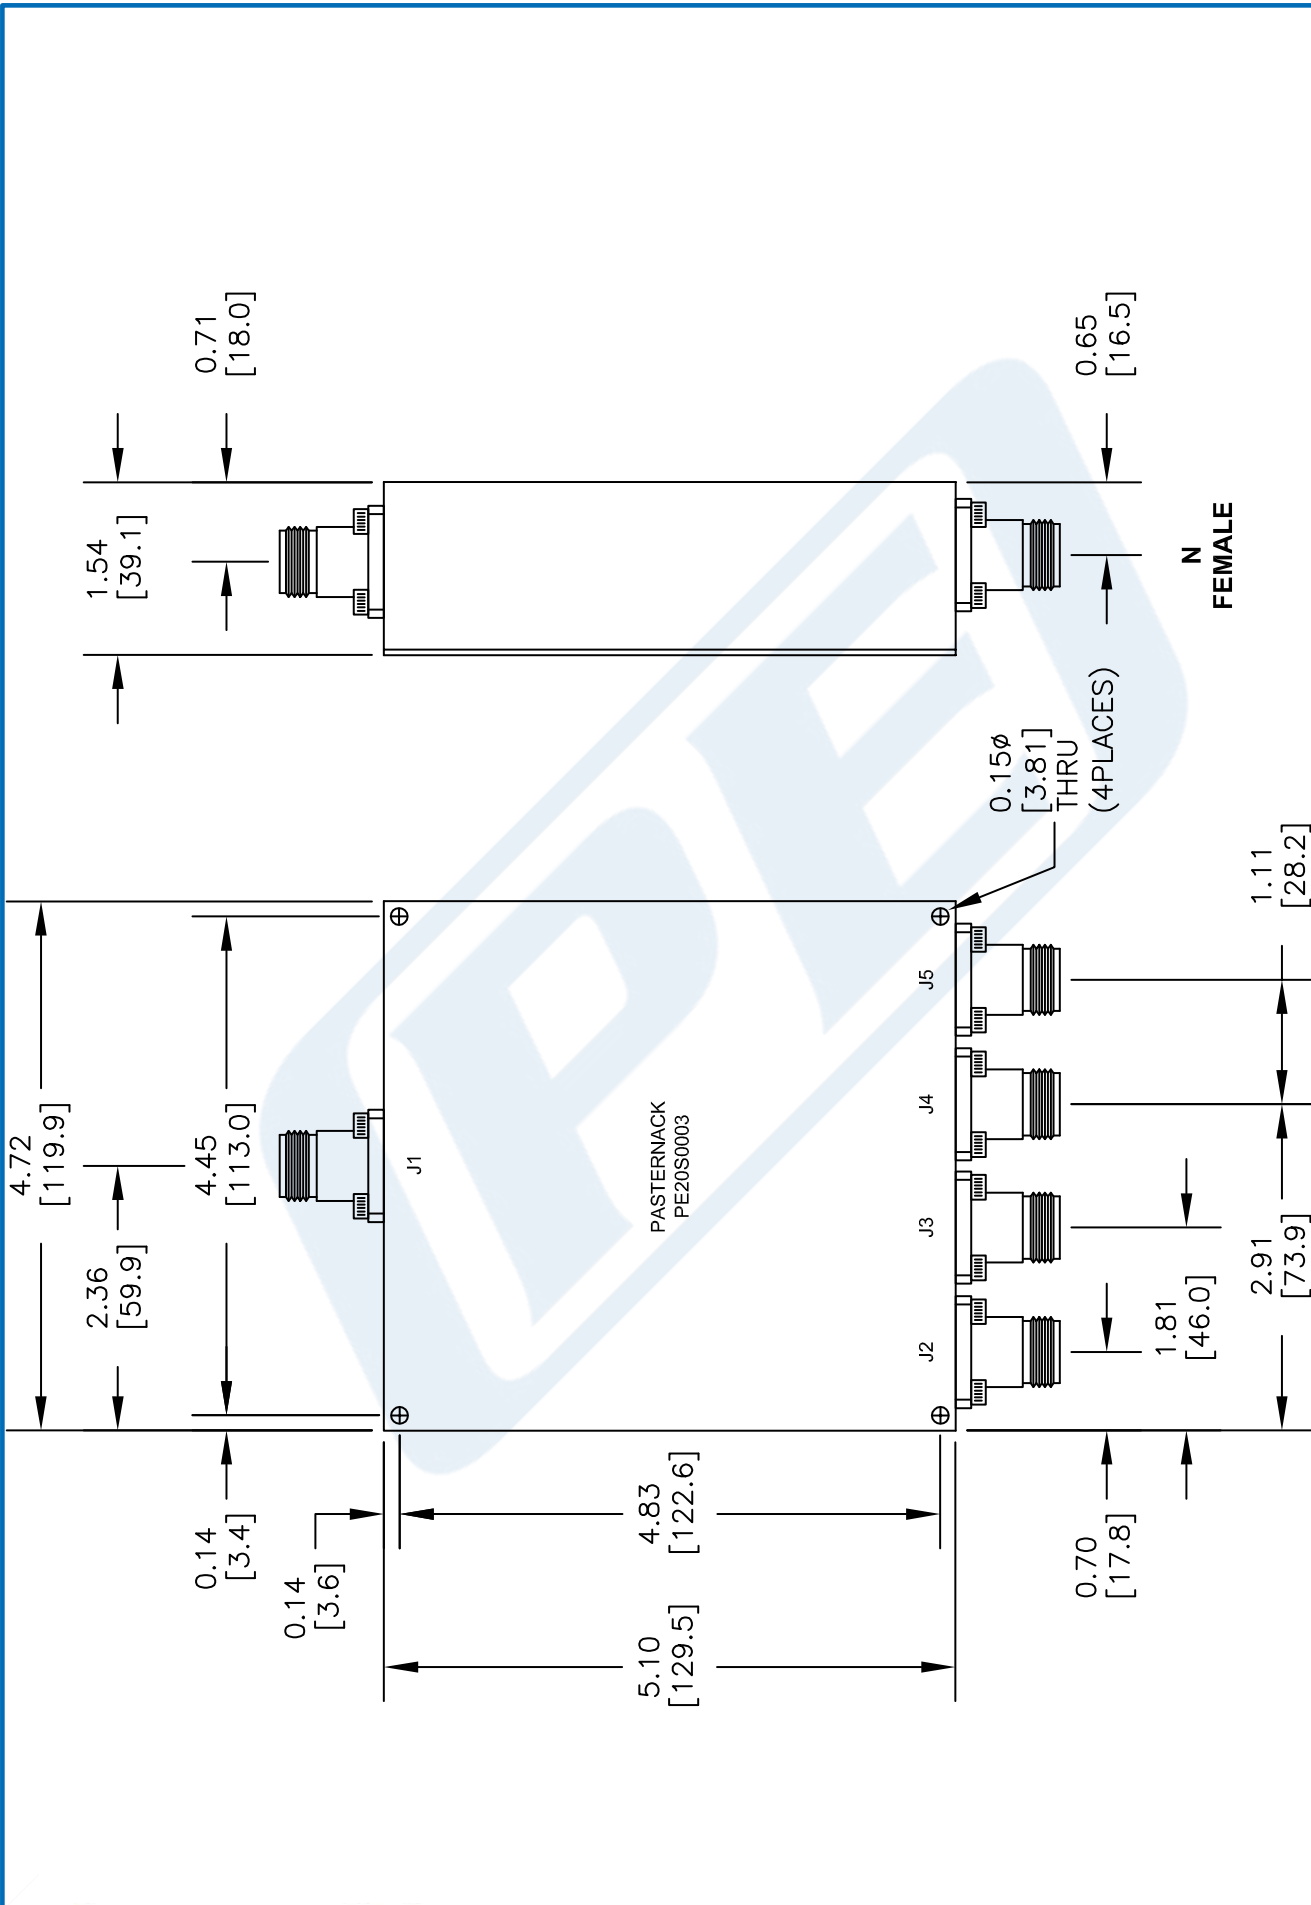 4.72
[119.9]
2.36
[59.9]
4.45
[113.0]
0.14
[3.4]
0.14
[3.6]
1.54
[39.1]
0.71
[18.0]
J1
PASTERNACK
PE20S0003
J2
J3
J4
J5
4.83
[122.6]
5.10
[129.5]
0.15ø
[3.81]
THRU
(4PLACES)
0.65
[16.5]
N
FEMALE
0.70
[17.8]
1.81
[46.0]
2.91
[73.9]
1.11
[28.2]
PE